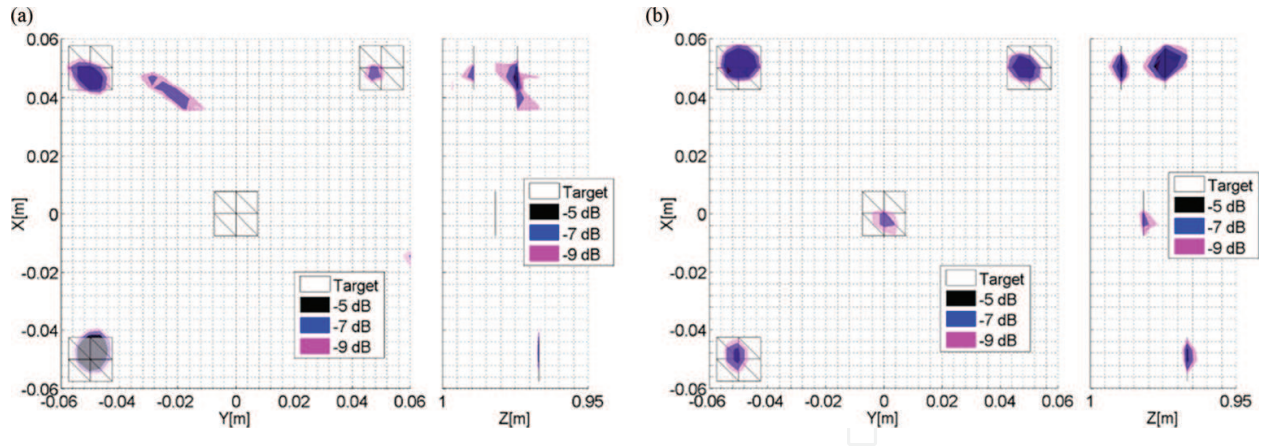 (a)
(b)
0.06
0.04
0.02
0
-0.02
-0.04
-0.06
X[m]
-0.06
-0.04
-0.02
0
0.02
0.04
0.06
Y[m]
Target
-5 dB
-7 dB
-9 dB
1
0.95
Z[m]
Target
-5 dB
-7 dB
-9 dB
0.06
0.04
0.02
0
-0.02
-0.04
-0.06
X[m]
-0.06
-0.04
-0.02
0
0.02
0.04
0.06
Y[m]
Target
-5 dB
-7 dB
-9 dB
1
0.95
Z[m]
Target
-5 dB
-7 dB
-9 dB